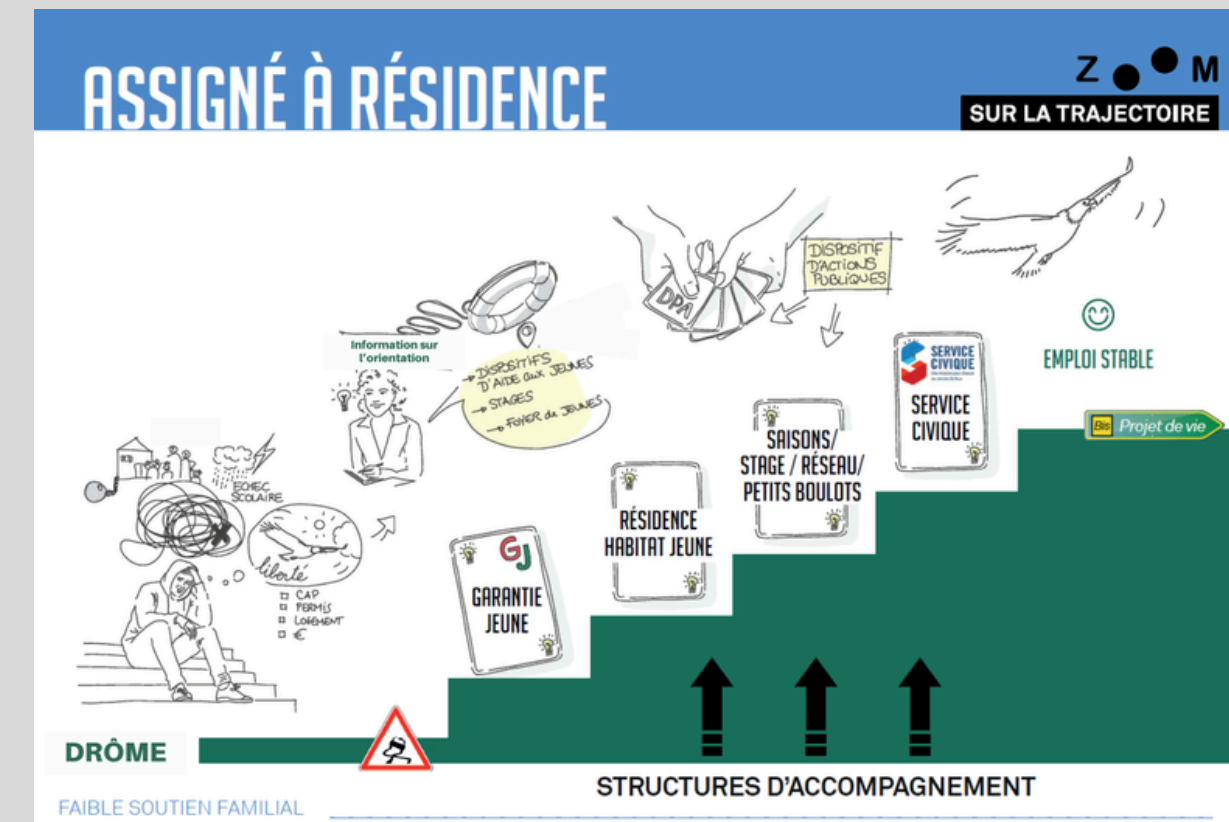 ASSIGNÉ À RÉSIDENCE
ZOOM
SUR LA TRAJECTOIRE
DISPOSITIF
D'ACTIONS
PUBLIQUES
DPA
Information sur
l'orientation
→ DISPOSITIFS
D'AIDE aux JEUNES
→ STAGES
→ FOYER de JEUNES
SERVICE
CIVIQUE
SERVICE
CIVIQUE
EMPLOI STABLE
Bis Projet de vie
SAISONS/
STAGE / RÉSEAU/
PETITS BOULOTS
RÉSIDENCE
HABITAT JEUNE
GJ
GARANTIE
JEUNE
ECHEC
SCOLAIRE
liberté
CAP
PERMIS
LOGEMENT
€
DRÔME
STRUCTURES D'ACCOMPAGNEMENT
FAIBLE SOUTIEN FAMILIAL